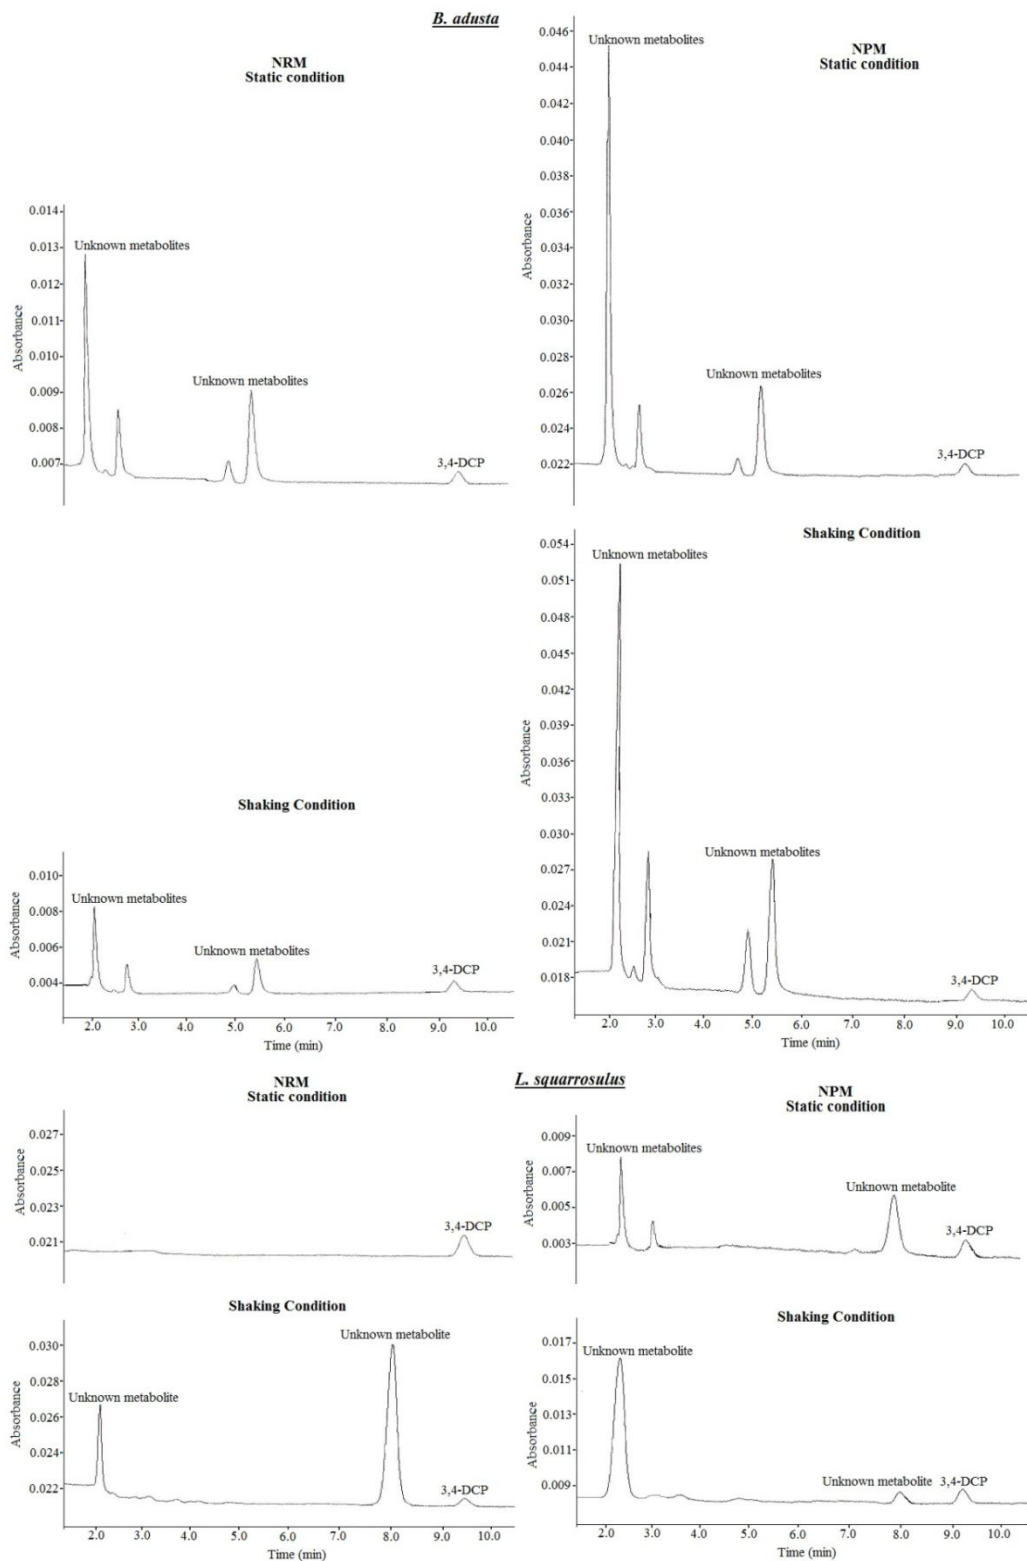 B. adusta
NRM
Static condition
0.014
0.013
0.012
0.011
0.010
0.009
0.008
0.007
Absorbance
Unknown metabolites
Unknown metabolites
3,4-DCP
NPM
Static condition
0.046
0.044
0.042
0.040
0.038
0.036
0.034
0.032
0.030
0.028
0.026
0.024
0.022
Absorbance
Unknown metabolites
Unknown metabolites
3,4-DCP
Shaking Condition
0.010
0.008
0.006
0.004
Absorbance
Unknown metabolites
Unknown metabolites
3,4-DCP
2.0 3.0 4.0 5.0 6.0 7.0 8.0 9.0 10.0
Time (min)
Shaking Condition
0.054
0.051
0.048
0.045
0.042
0.039
0.036
0.033
0.030
0.027
0.024
0.021
0.018
Absorbance
Unknown metabolites
Unknown metabolites
3,4-DCP
2.0 3.0 4.0 5.0 6.0 7.0 8.0 9.0 10.0
Time (min)
L. squarrosulus
NRM
Static condition
0.027
0.025
0.023
0.021
Absorbance
3,4-DCP
NPM
Static condition
0.009
0.007
0.005
0.003
Absorbance
Unknown metabolites
Unknown metabolite
3,4-DCP
Shaking Condition
0.030
0.028
0.026
0.024
0.022
Absorbance
Unknown metabolite
Unknown metabolite
3,4-DCP
2.0 3.0 4.0 5.0 6.0 7.0 8.0 9.0 10.0
Time (min)
Shaking Condition
0.017
0.015
0.013
0.011
0.009
Absorbance
Unknown metabolite
Unknown metabolite
3,4-DCP
2.0 3.0 4.0 5.0 6.0 7.0 8.0 9.0 10.0
Time (min)